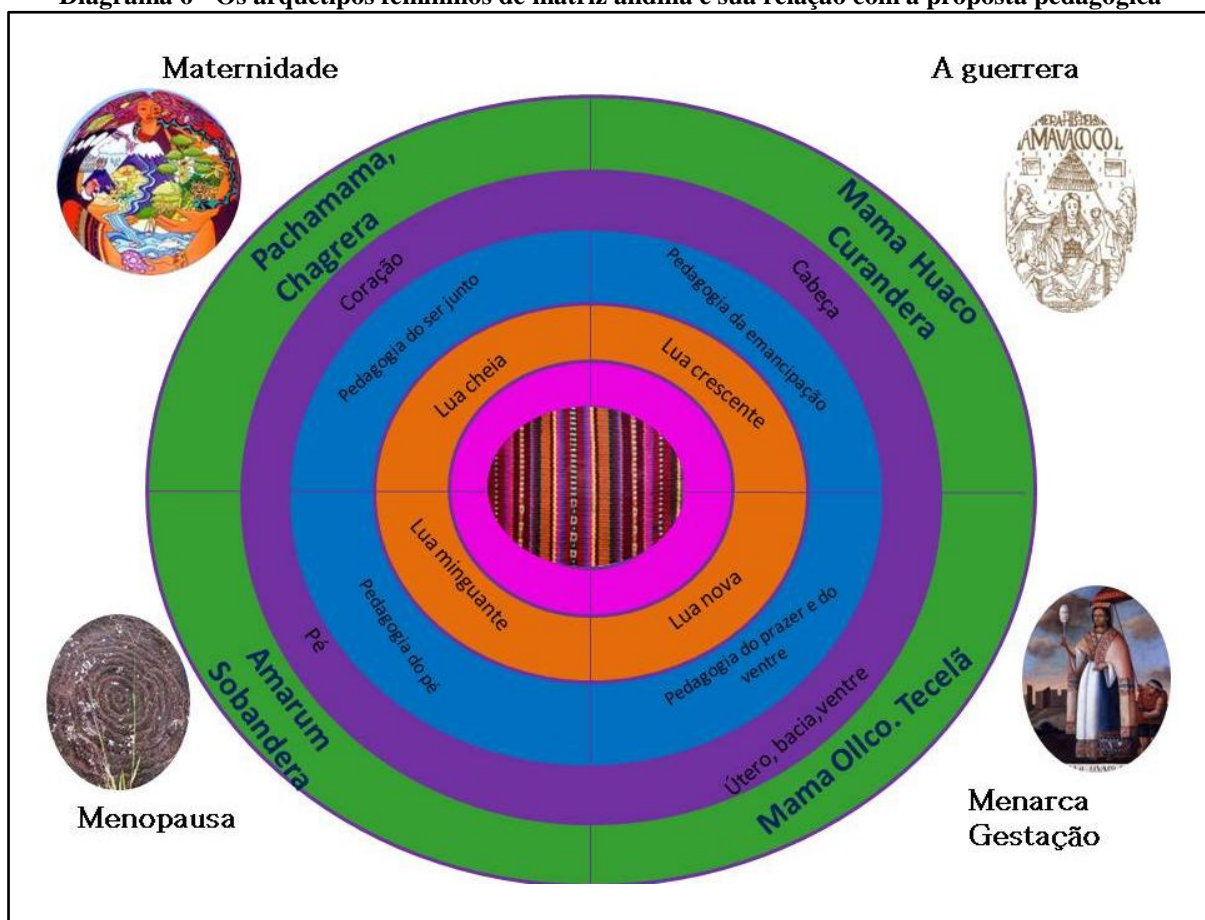 Diagrama 6 - Os arquétipos femininos de matriz andina e sua relação com a proposta pedagógica
Maternidade
A guerrera
MERA HIST
AMAVACOCO
Pachamama,
Chagrera
Mama Huaco
Curandera
Coração
Cabeça
Pedagogia do ser junto
Pedagogia da emancipação
Lua cheia
Lua crescente
Lua minguante
Lua nova
Pedagogia do pé
Pedagogia do prazer e do
ventre
Pé
Útero, bacia, ventre
Amarum
Sobandera
Mama Ollco. Tecelã
Menopausa
Menarca
Gestação